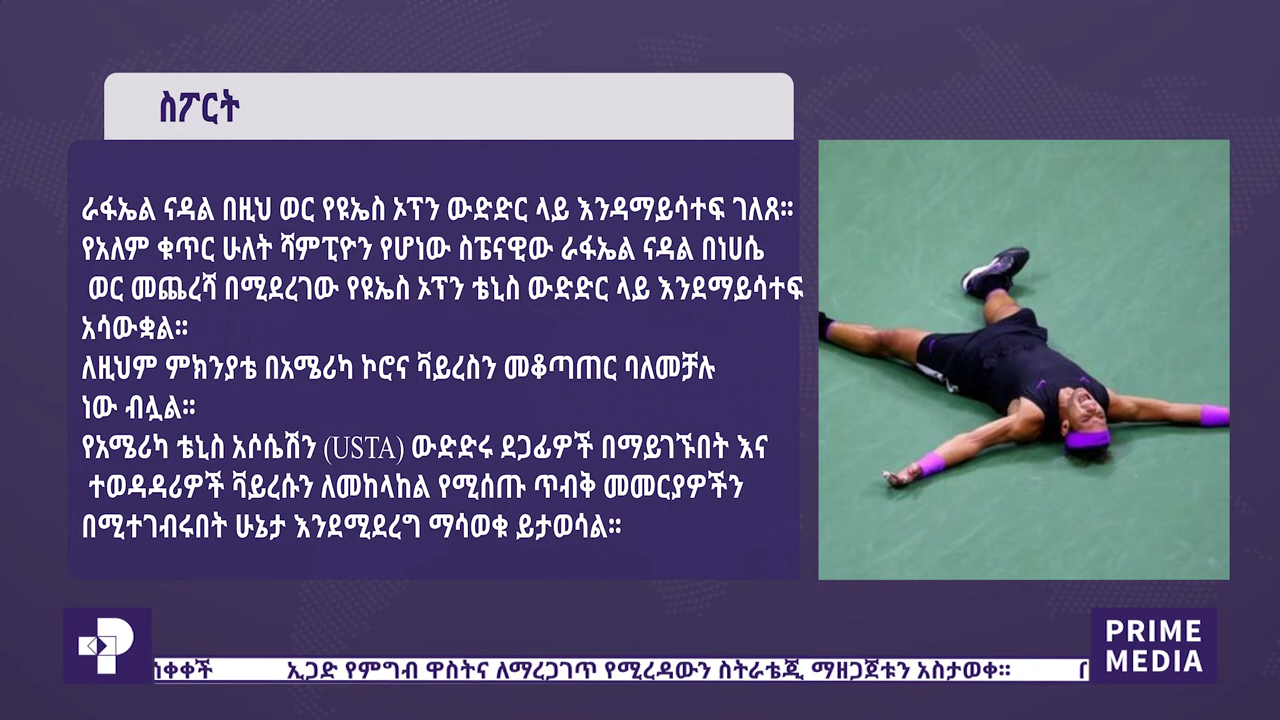 ስፖርት
ራፋኤል ናዳል በዚህ ወር የዩኤስ ኦፕን ውድድር ላይ እንዳማይሳተፍ ገለጸ፡፡
የአለም ቁጥር ሁለት ሻምፒዮን የሆነው ስፔናዊው ራፋኤል ናዳል በነሀሴ
ወር መጨረሻ በሚደረገው የዩኤስ ኦፕን ቴኒስ ውድድር ላይ እንደማይሳተፍ
አሳውቋል፡፡
ለዚህም ምክንያቴ በአሜሪካ ኮሮና ቫይረስን መቆጣጠር ባለመቻሉ
ነው ብሏል፡፡
የአሜሪካ ቴኒስ አሶሴሽን (USTA) ውድድሩ ደጋፊዎች በማይገኙበት እና
ተወዳዳሪዎች ቫይረሱን ለመከላከል የሚሰጡ ጥብቅ መመርያዎችን
በሚተገብሩበት ሁኔታ እንደሚደረግ ማሳወቁ ይታወሳል፡፡
PRIME
MEDIA
ኢጋድ የምግብ ዋስትና ለማረጋገጥ የሚረዳውን ስትራቴጂ ማዘጋጀቱን አስታወቀ፡፡